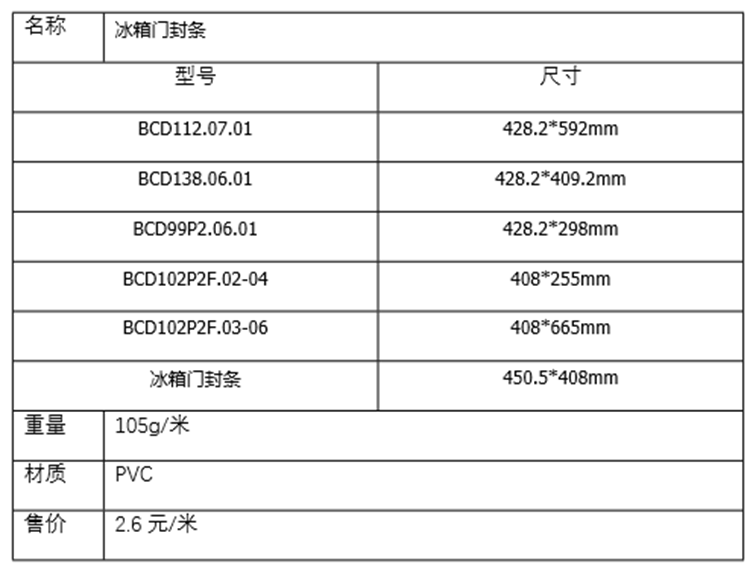 名称 冰箱门封条
型号 尺寸
BCD112.07.01 428.2*592mm
BCD138.06.01 428.2*409.2mm
BCD99P2.06.01 428.2*298mm
BCD102P2F.02-04 408*255mm
BCD102P2F.03-06 408*665mm
冰箱门封条 450.5*408mm
重量 105g/米
材质 PVC
售价 2.6 元/米